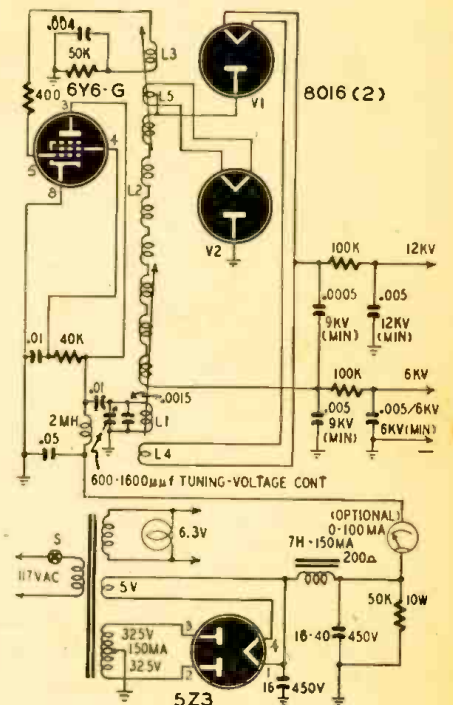 .004
50K
L3
6Y6-G
400
L5
V1
8016(2)
3
4
5
8
L2
V2
100K
12KV
.0005
9KV
(MIN)
.005
12KV
(MIN)
.01
40K
100K
6KV
.0015
.01
.005
9KV
(MIN)
.005/6KV
6KV(MIN)
2MH
L1
.05
L4
600-1600µµf TUNING-VOLTAGE CONT
(OPTIONAL)
0-100MA
7H-150MA
200Ω
6.3V
S
117VAC
5V
50K
10W
325V
150MA
325V
3
2
4
1
16-40
450V
16
450V
5Z3